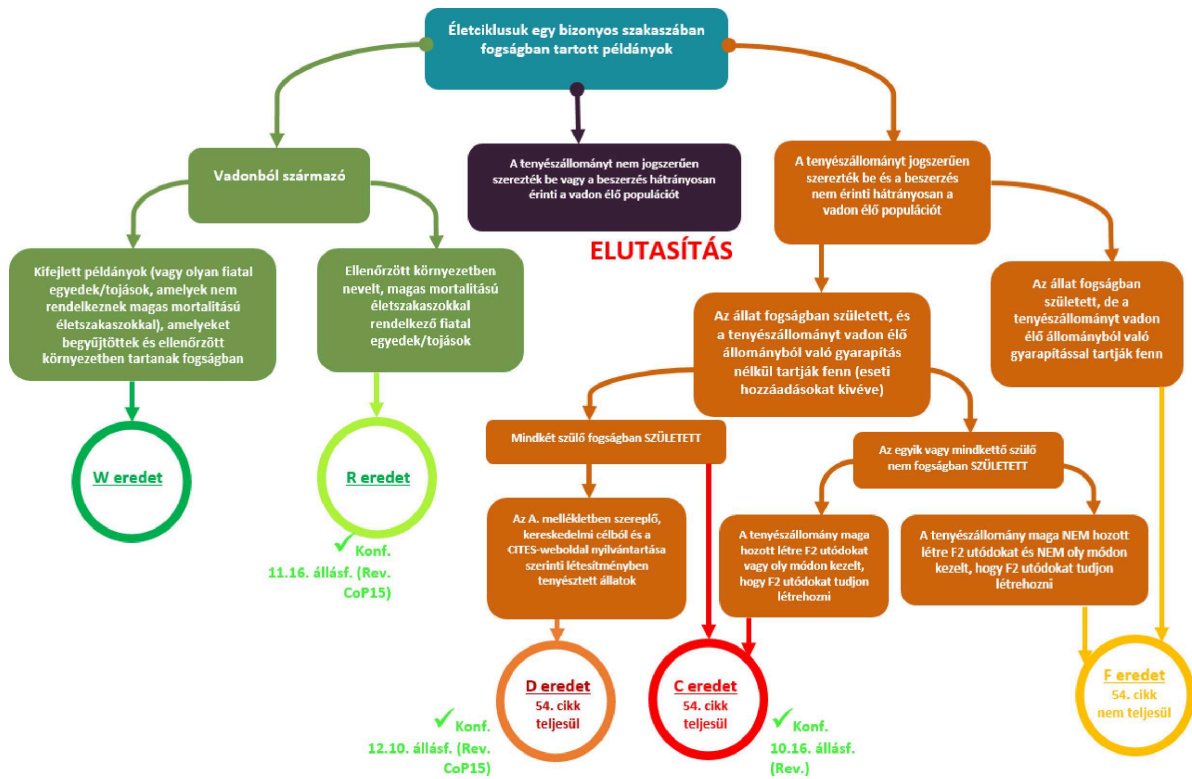 Életciklusuk egy bizonyos szakaszában
fogságban tartott példányok
Vadonból származó
A tenyészállományt nem jogszerűen
szerezték be vagy a beszerzés hátrányosan
érinti a vadon élő populációt
ELUTASÍTÁS
A tenyészállományt jogszerűen
szerezték be és a beszerzés
nem érinti hátrányosan a
vadon élő populációt
Kifejlett példányok (vagy olyan fiatal
egyedek/tojások, amelyek nem
rendelkeznek magas mortalitású
életszakaszokkal), amelyeket
begyűjtöttek és ellenőrzött
környezetben tartanak fogságban
Ellenőrzött környezetben
nevelt, magas mortalitású
életszakaszokkal
rendelkező fiatal
egyedek/tojások
Az állat fogságban született, és
a tenyészállományt vadon élő
állományból való gyarapítás
nélkül tartják fenn (eseti
hozzáadásokat kivéve)
Az állat fogságban
született, de a
tenyészállományt vadon
élő állományból való
gyarapítással tartják fenn
Mindkét szülő fogságban SZÜLETETT
Az egyik vagy mindkettő szülő
nem fogságban SZÜLETETT
W eredet
R eredet
Konf.
11.16. állásf. (Rev.
CoP15)
Az A. mellékletben szereplő,
kereskedelmi célból és a
CITES-weboldal nyilvántartása
szerinti létesítményben
tenyésztett állatok
A tenyészállomány maga
hozott létre F2 utódokat
vagy oly módon kezelt,
hogy F2 utódokat tudjon
létrehozni
A tenyészállomány maga NEM hozott
létre F2 utódokat és NEM oly módon
kezelt, hogy F2 utódokat tudjon
létrehozni
D eredet
54. cikk
teljesül
Konf.
12.10. állásf. (Rev.
CoP15)
C eredet
54. cikk
teljesül
Konf.
10.16. állásf.
(Rev.)
F eredet
54. cikk
nem teljesül